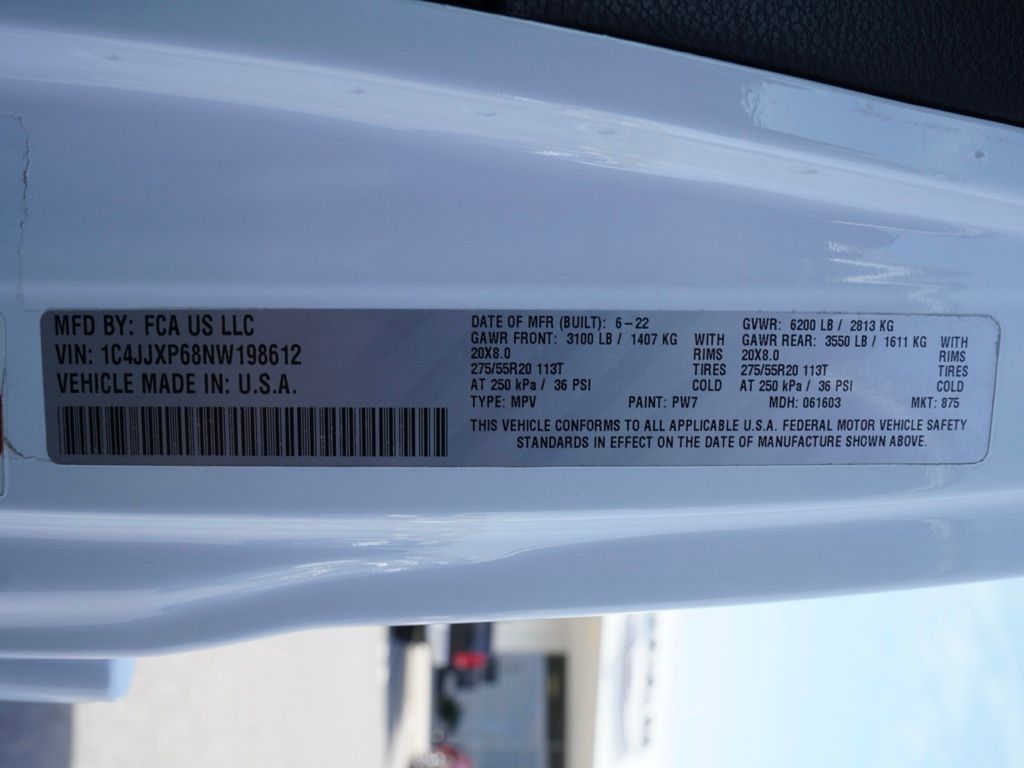 MFD BY: FCA US LLC
VIN: 1C4JJXP68NW198612
VEHICLE MADE IN: U.S.A.
DATE OF MFR (BUILT): 6-22
GAWR FRONT: 3100 LB / 1407 KG WITH
20X8.0 RIMS
275/55R20 113T TIRES
AT 250 kPa / 36 PSI COLD
GVWR: 6200 LB / 2813 KG
GAWR REAR: 3550 LB / 1611 KG WITH
20X8.0 RIMS
275/55R20 113T TIRES
AT 250 kPa / 36 PSI COLD
TYPE: MPV PAINT: PW7 MDH: 061603 MKT: 875
THIS VEHICLE CONFORMS TO ALL APPLICABLE U.S.A. FEDERAL MOTOR VEHICLE SAFETY
STANDARDS IN EFFECT ON THE DATE OF MANUFACTURE SHOWN ABOVE.